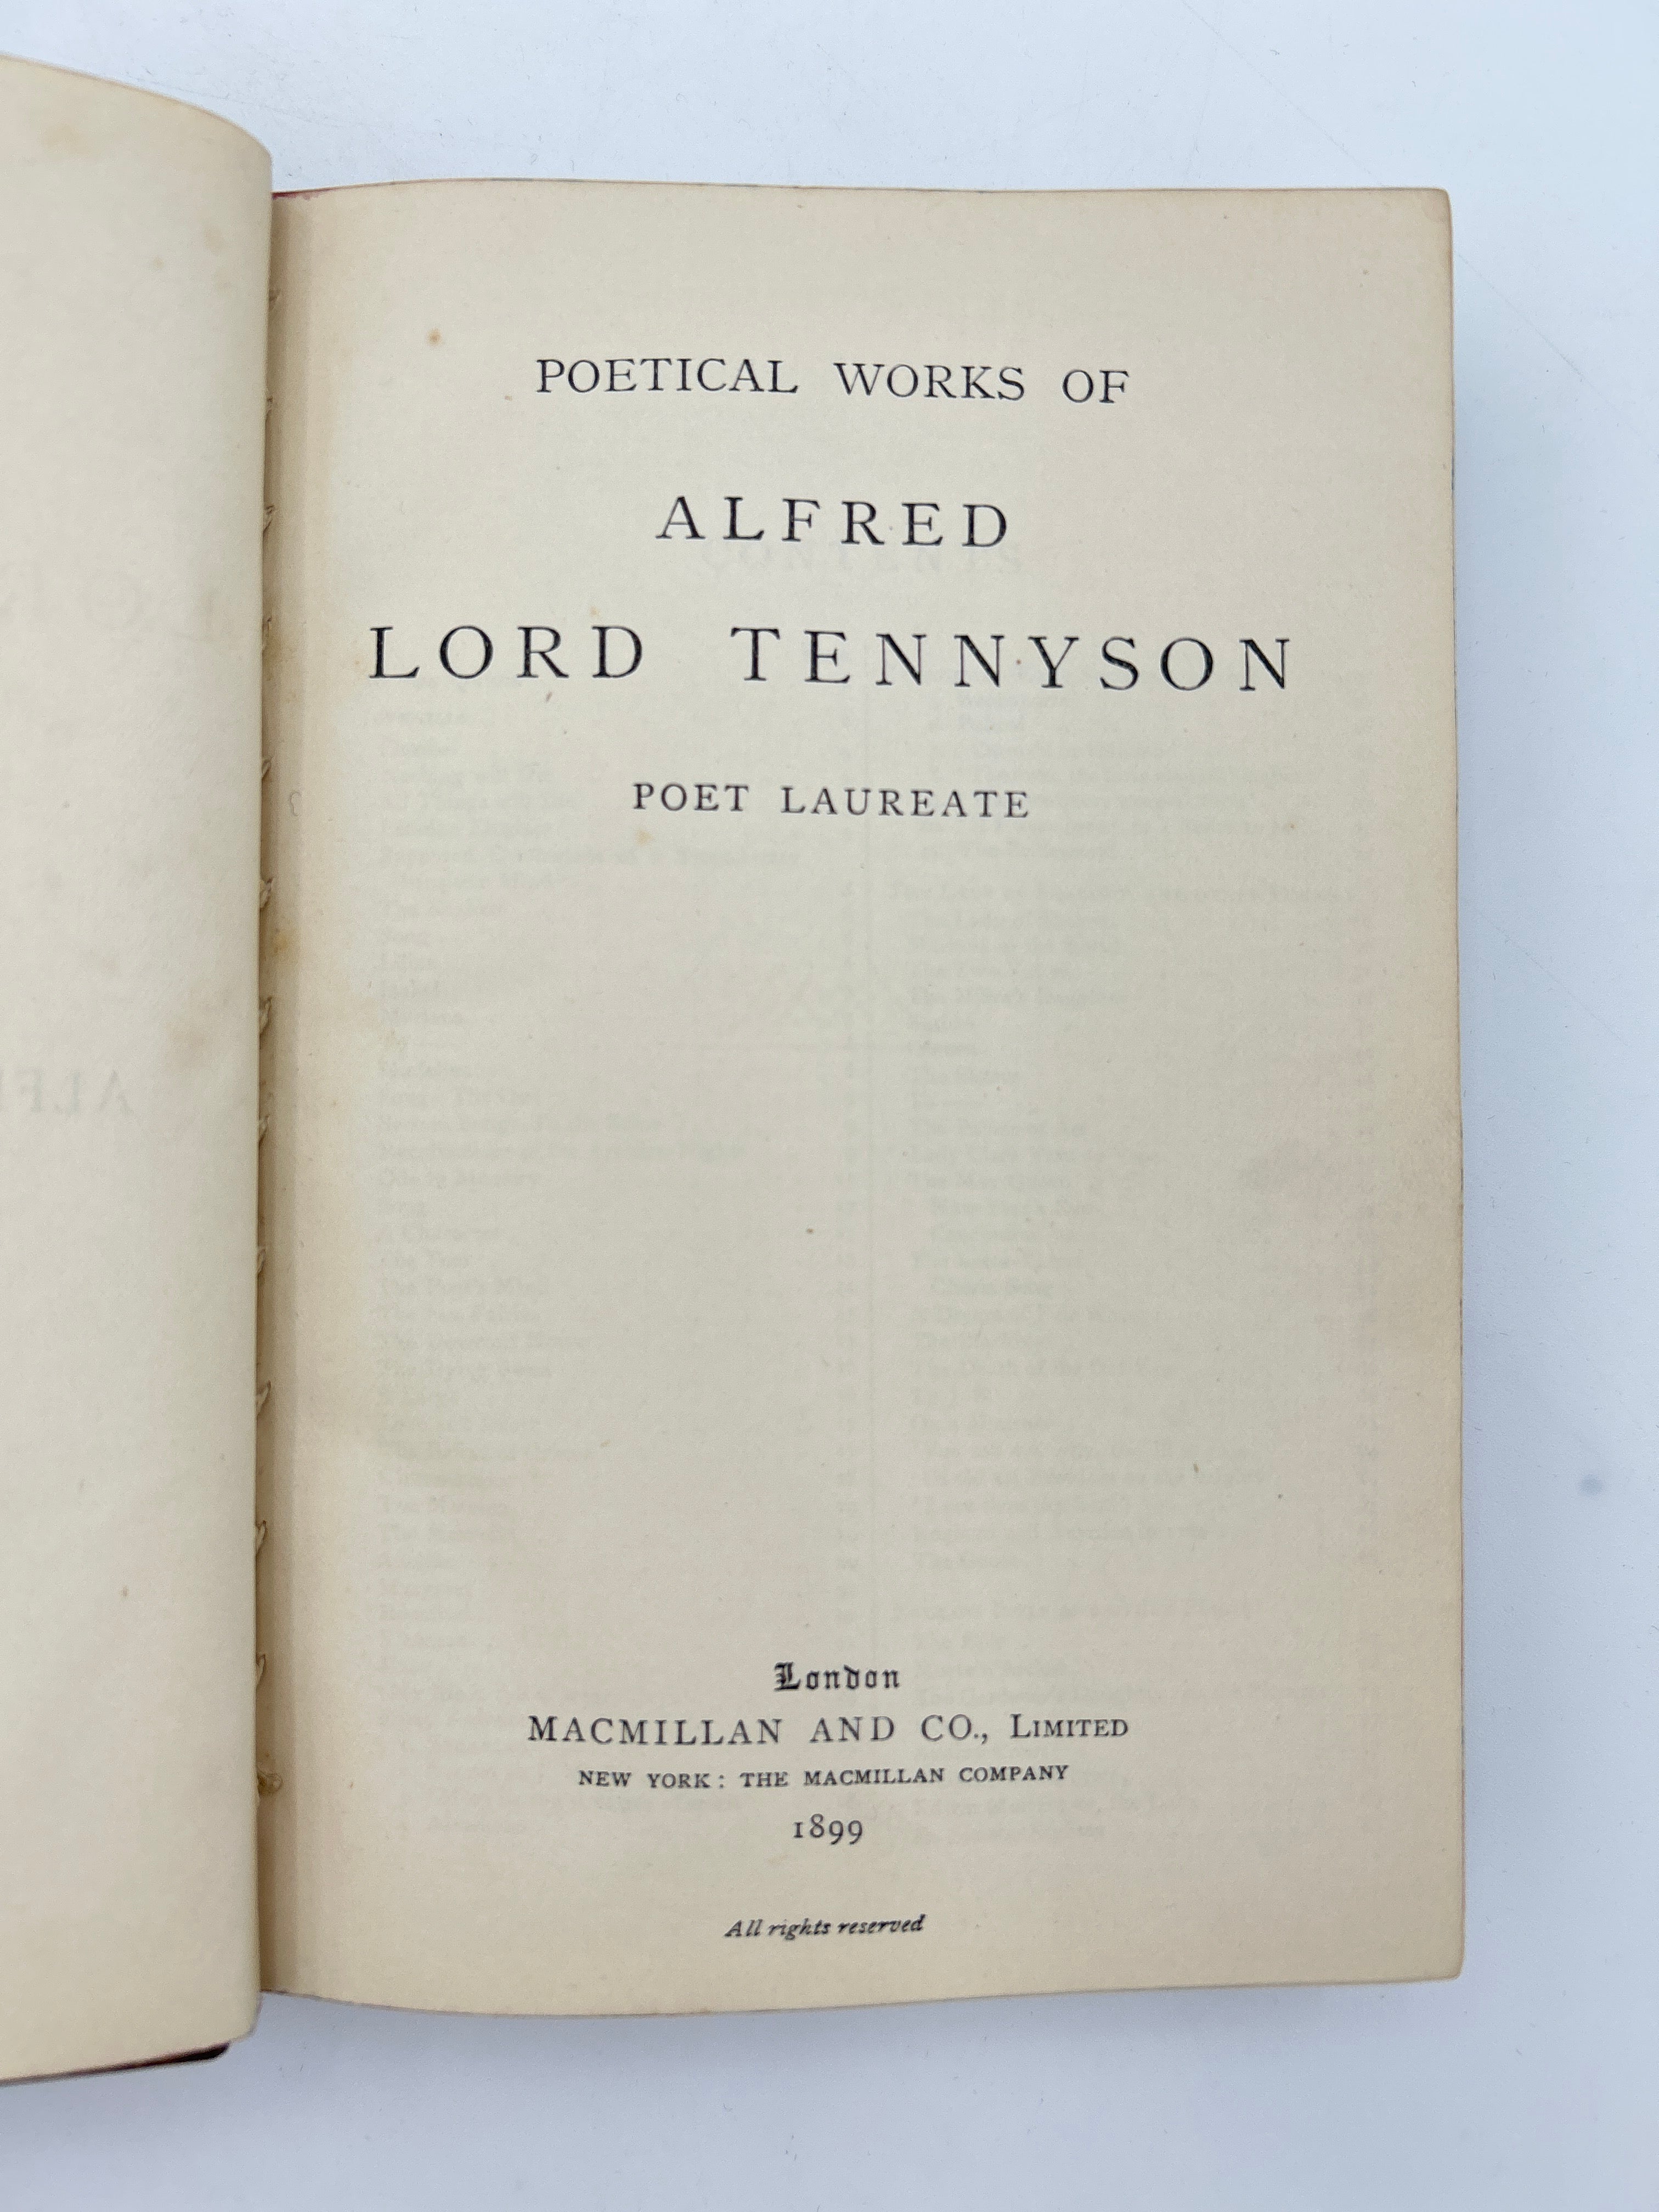 POETICAL WORKS OF
ALFRED
LORD TENNYSON
POET LAUREATE
London
MACMILLAN AND CO., LIMITED
NEW YORK: THE MACMILLAN COMPANY
1899
All rights reserved